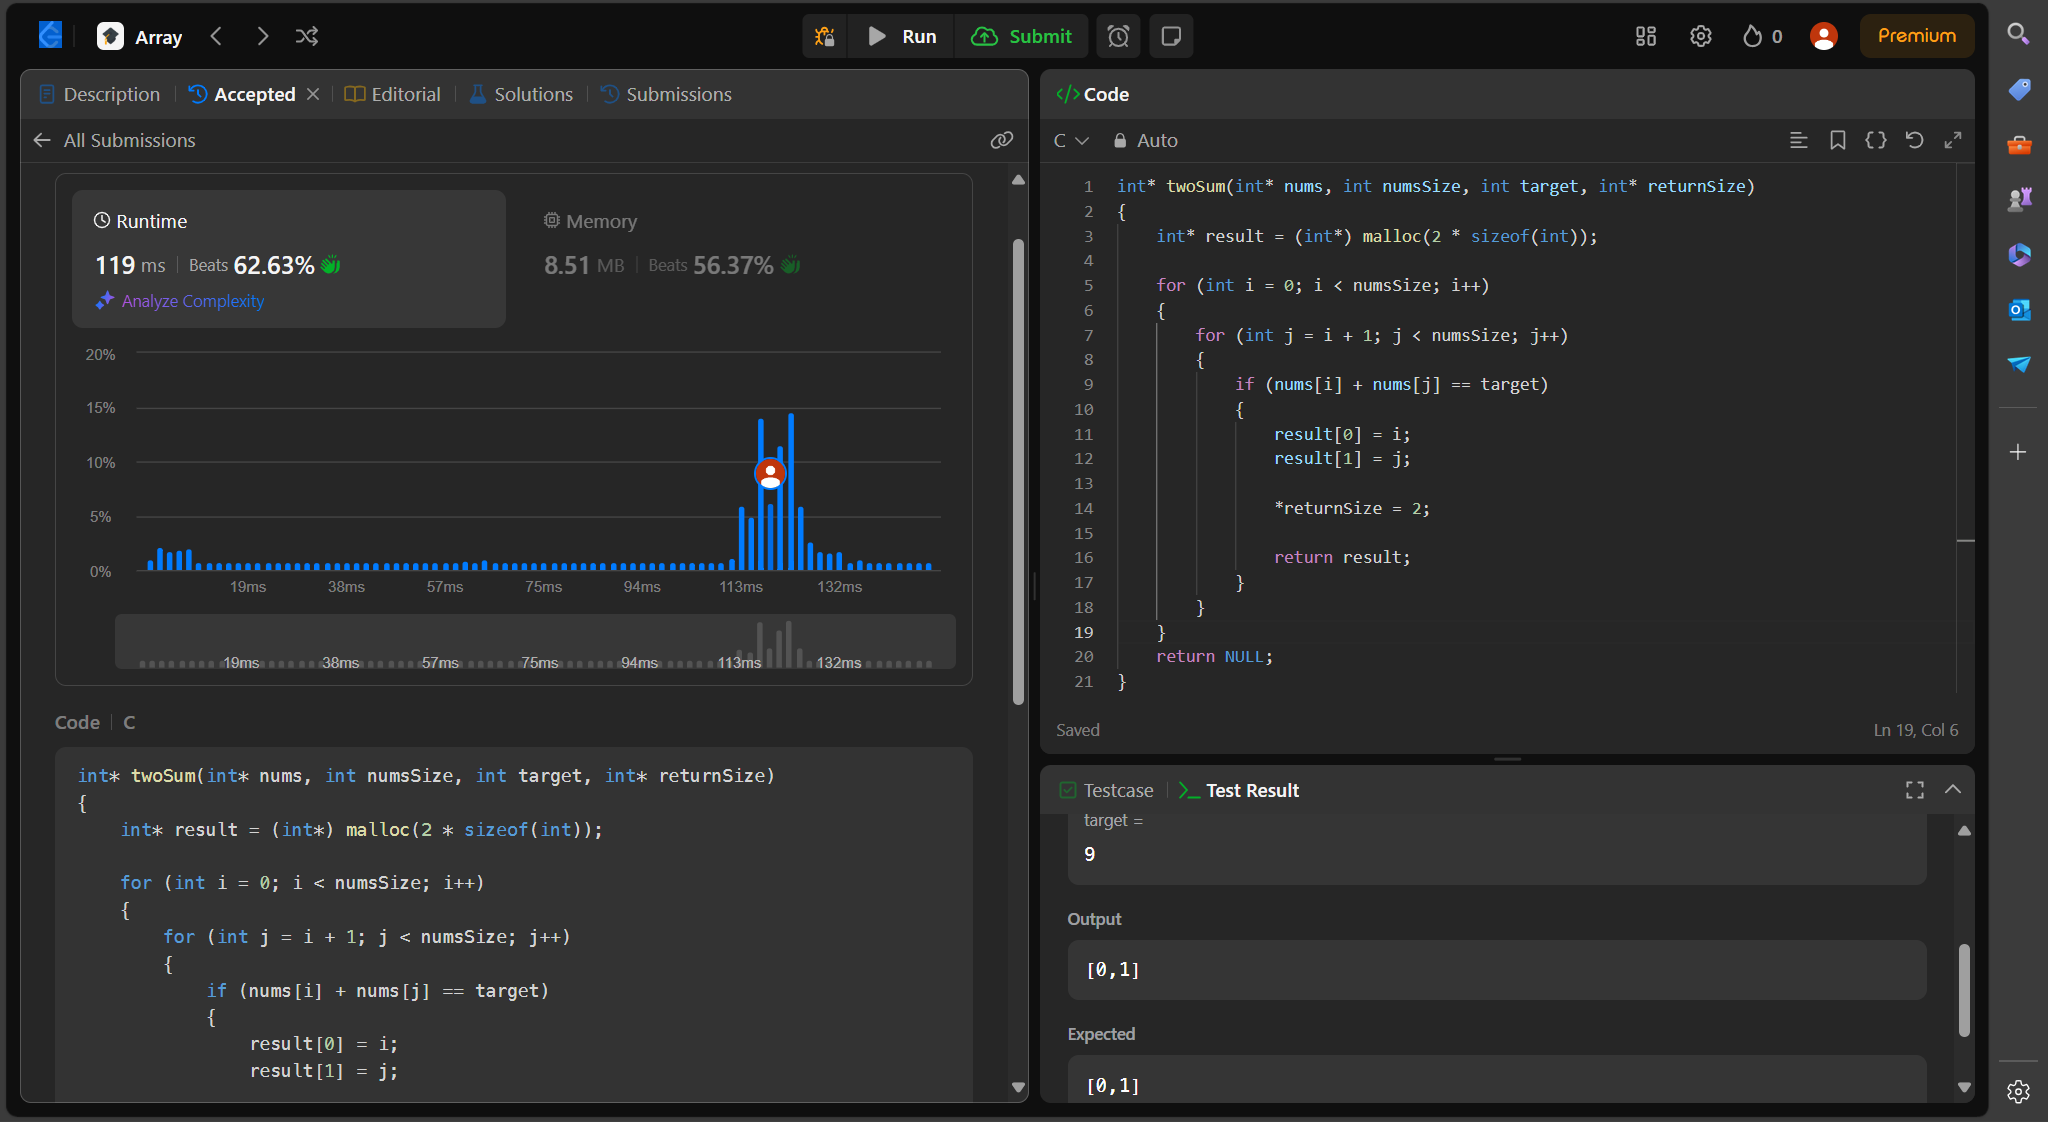 Array
Run
Submit
0
Premium
Description
Accepted
Editorial
Solutions
Submissions
All Submissions
Runtime
119 ms
Beats 62.63%
Analyze Complexity
Memory
8.51 MB
Beats 56.37%
20%
15%
10%
5%
0%
19ms 38ms 57ms 75ms 94ms 113ms 132ms
19ms 38ms 57ms 75ms 94ms 113ms 132ms
Code
C
int* twoSum(int* nums, int numsSize, int target, int* returnSize)
{
    int* result = (int*) malloc(2 * sizeof(int));
    for (int i = 0; i < numsSize; i++)
    {
        for (int j = i + 1; j < numsSize; j++)
        {
            if (nums[i] + nums[j] == target)
            {
                result[0] = i;
                result[1] = j;
</> Code
C
Auto
1 int* twoSum(int* nums, int numsSize, int target, int* returnSize)
2 {
3     int* result = (int*) malloc(2 * sizeof(int));
4
5     for (int i = 0; i < numsSize; i++)
6     {
7         for (int j = i + 1; j < numsSize; j++)
8         {
9             if (nums[i] + nums[j] == target)
10             {
11                 result[0] = i;
12                 result[1] = j;
13
14                 *returnSize = 2;
15
16                 return result;
17             }
18         }
19     }
20     return NULL;
21 }
Saved
Ln 19, Col 6
Testcase
Test Result
target =
9
Output
[0,1]
Expected
[0,1]